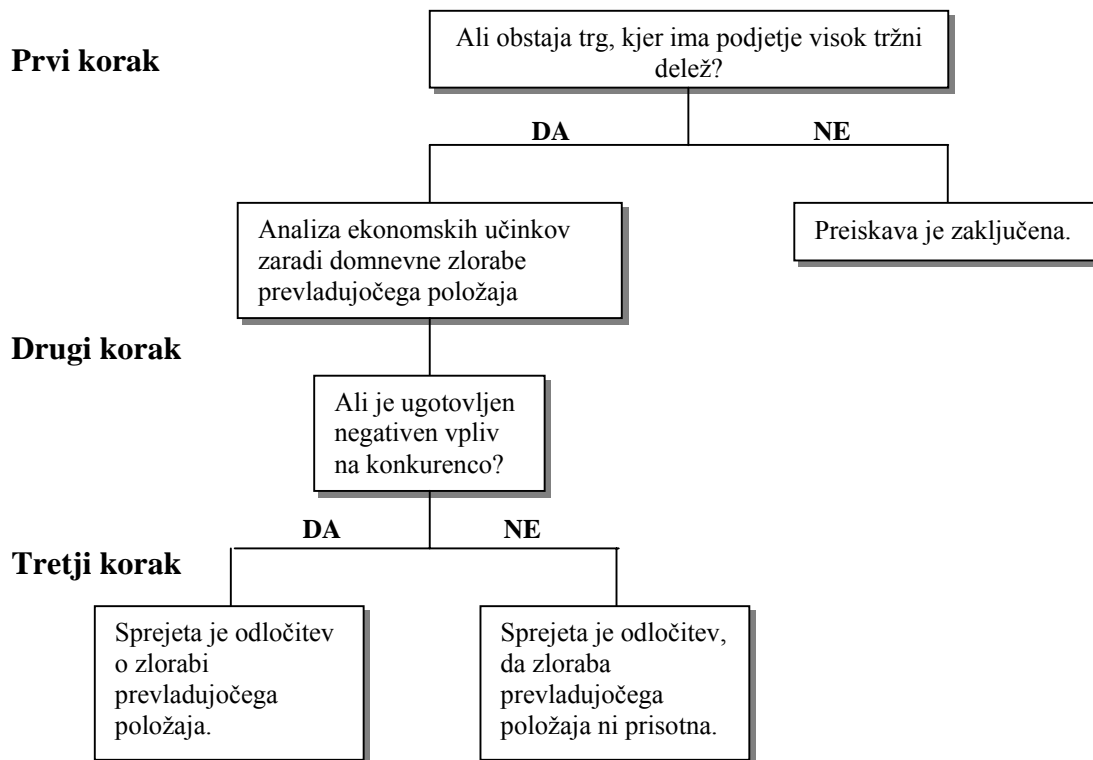 Prvi korak
Ali obstaja trg, kjer ima podjetje visok tržni
delež?
DA
NE
Analiza ekonomskih učinkov
zaradi domnevne zlorabe
prevladujočega položaja
Preiskava je zaključena.
Drugi korak
Ali je ugotovljen
negativen vpliv
na konkurenco?
DA
NE
Tretji korak
Sprejeta je odločitev
o zlorabi
prevladujočega
položaja.
Sprejeta je odločitev,
da zloraba
prevladujočega
položaja ni prisotna.